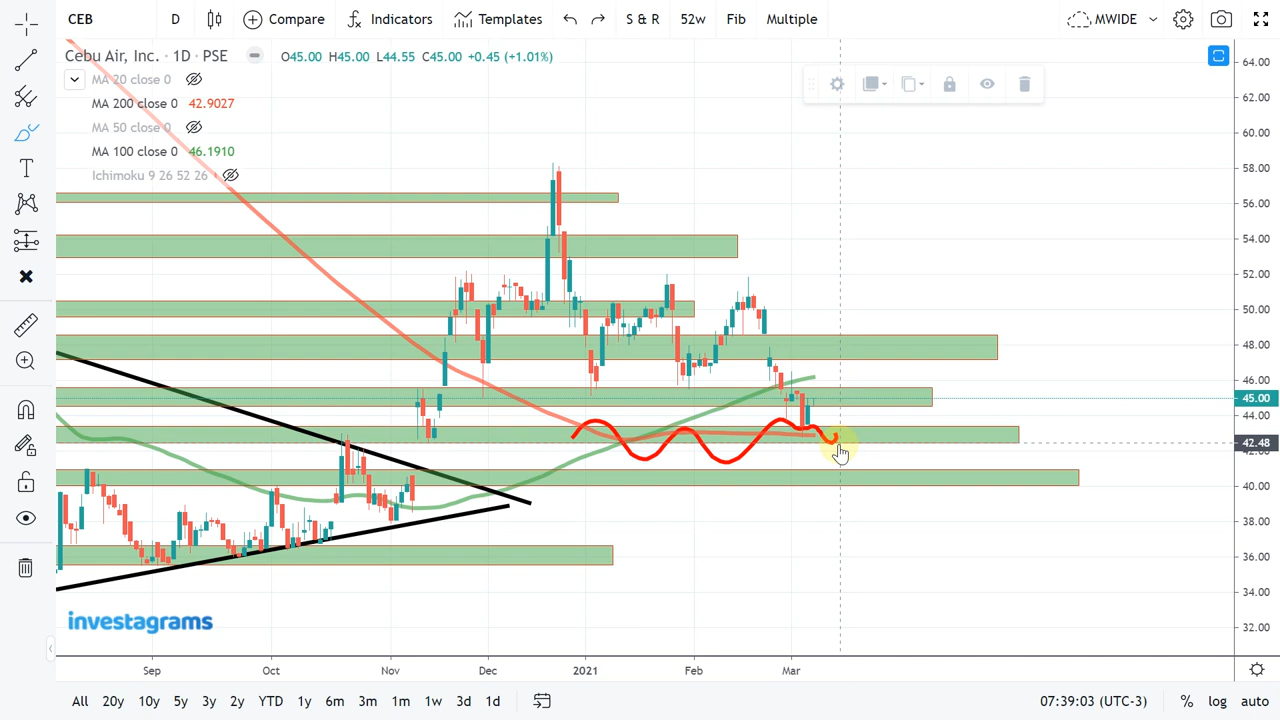 CEB D Compare Indicators Templates S & R 52w Fib Multiple MWIDE
Cebu Air, Inc. · 1D · PSE O45.00 H45.00 L44.55 C45.00 +0.45 (+1.01%)
MA 20 close 0
MA 200 close 0 42.9027
MA 50 close 0
MA 100 close 0 46.1910
Ichimoku 9 26 52 26
64.00
62.00
60.00
58.00
56.00
54.00
52.00
50.00
48.00
46.00
45.00
44.00
42.48
40.00
38.00
36.00
34.00
32.00
investagrams
Sep Oct Nov Dec 2021 Feb Mar
All 20y 10y 5y 3y 2y YTD 1y 6m 3m 1m 1w 3d 1d 07:39:03 (UTC-3) % log auto